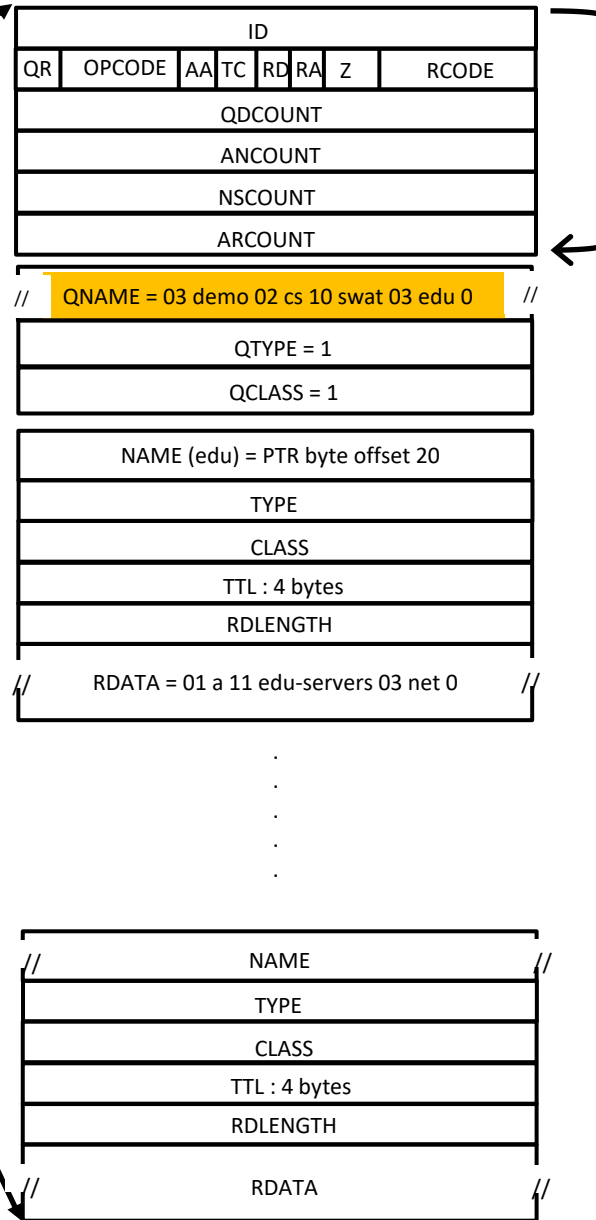 ID
QR OPCODE AA TC RD RA Z RCODE
QDCOUNT
ANCOUNT
NSCOUNT
ARCOUNT
// QNAME = 03 demo 02 cs 10 swat 03 edu 0 //
QTYPE = 1
QCLASS = 1
NAME (edu) = PTR byte offset 20
TYPE
CLASS
TTL : 4 bytes
RDLENGTH
// RDATA = 01 a 11 edu-servers 03 net 0 //
.
.
.
.
.
// NAME //
TYPE
CLASS
TTL : 4 bytes
RDLENGTH
// RDATA //